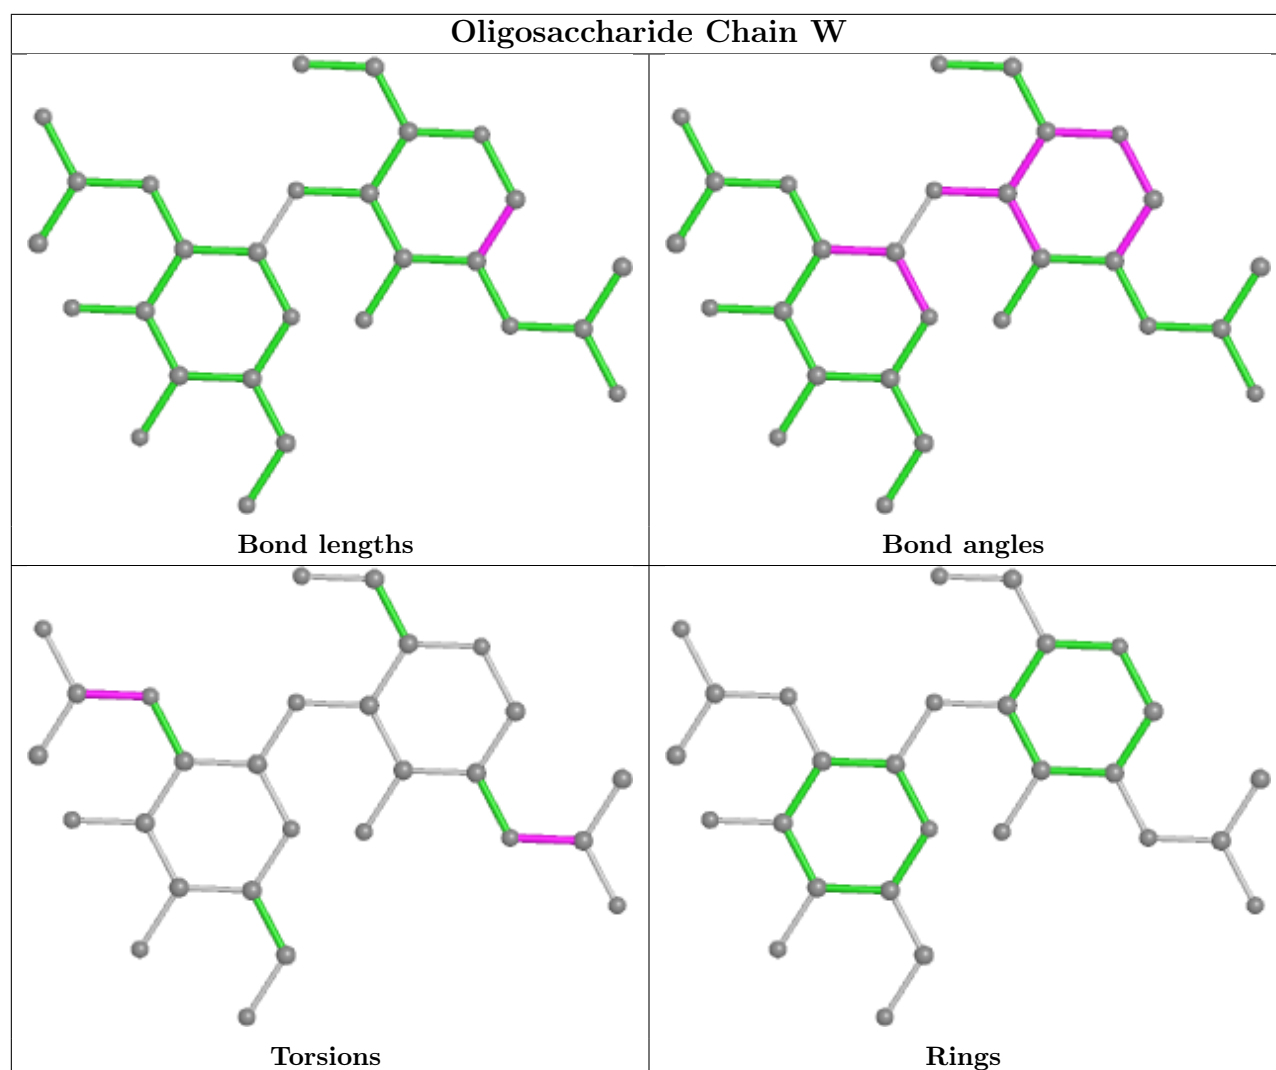 Oligosaccharide Chain W
Bond lengths
Bond angles
Torsions
Rings